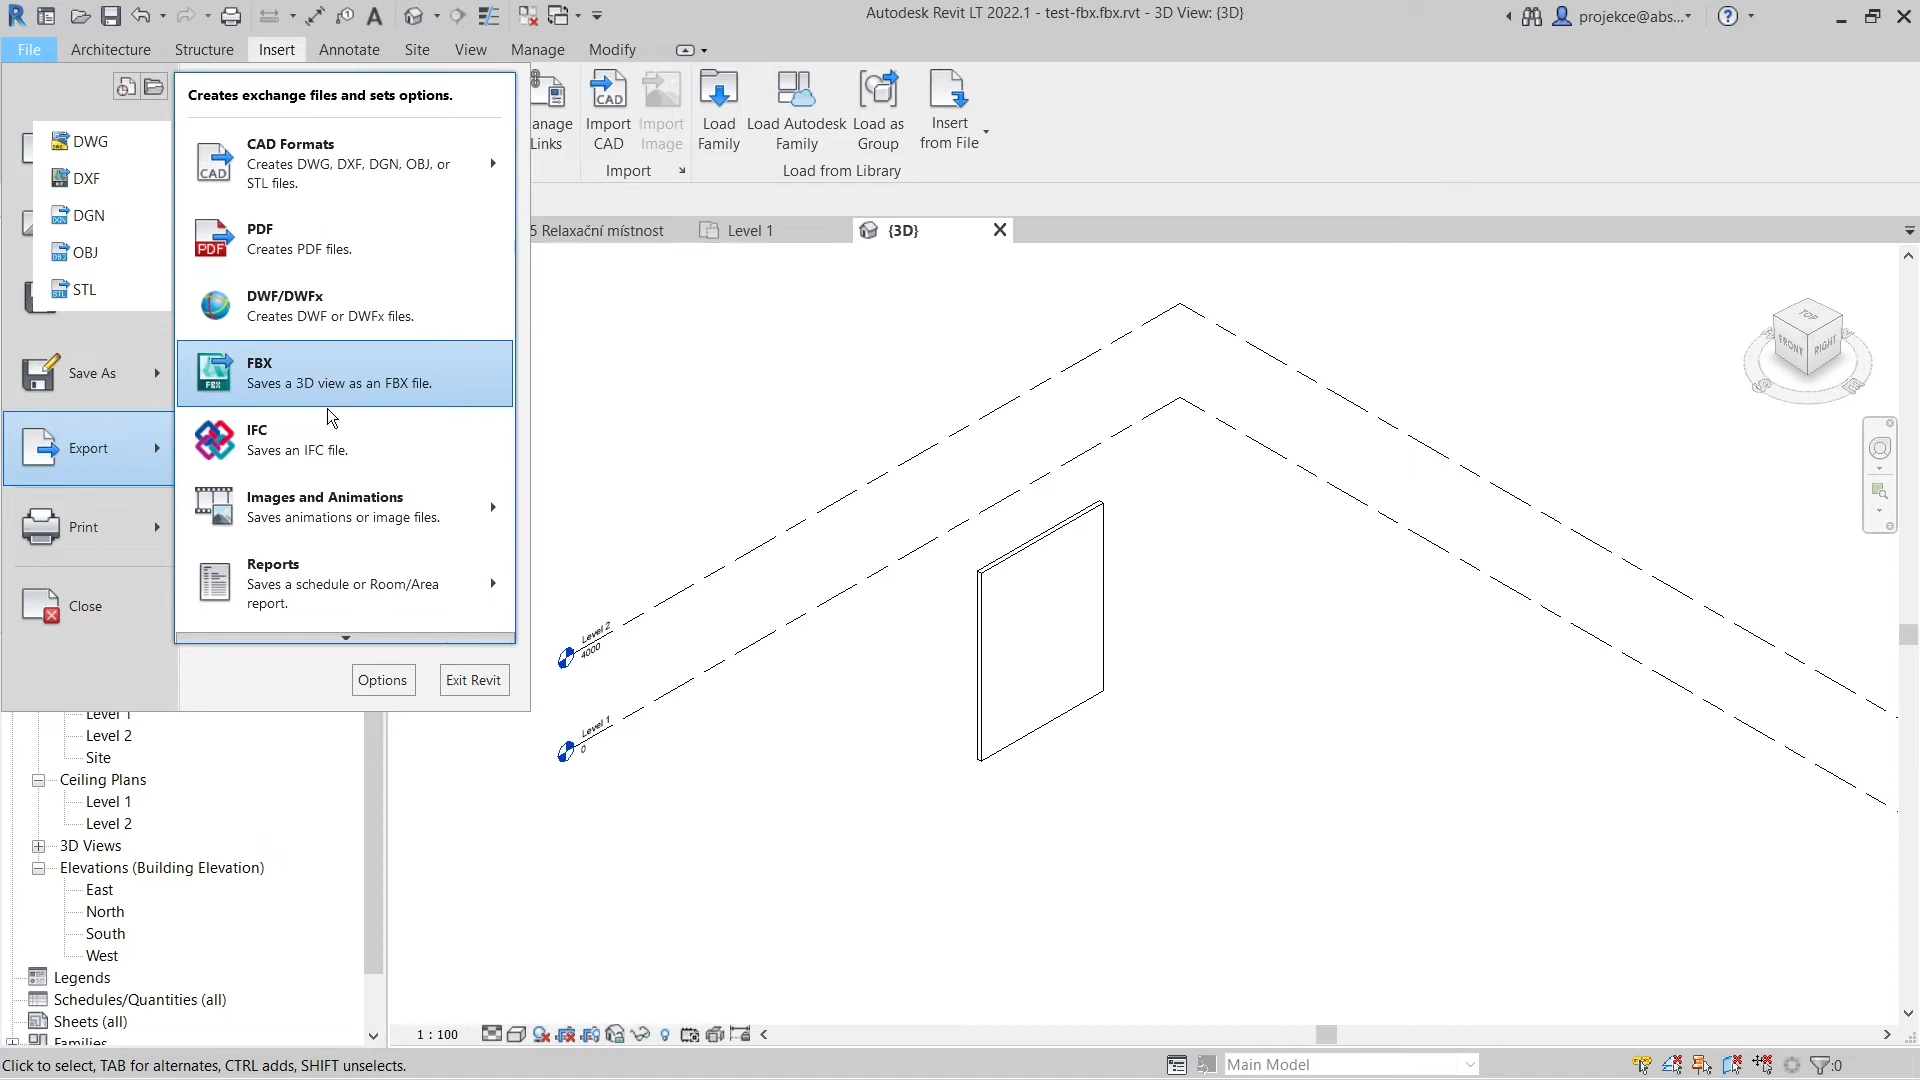 Autodesk Revit LT 2022.1 - test-fbx.fbx.rvt - 3D View: {3D}
projekce@abs...
File
Architecture
Structure
Insert
Annotate
Site
View
Manage
Modify
Creates exchange files and sets options.
DWG
DXF
DGN
OBJ
STL
Save As
Export
Print
Close
CAD Formats
Creates DWG, DXF, DGN, OBJ, or
STL files.
PDF
Creates PDF files.
DWF/DWFx
Creates DWF or DWFx files.
FBX
Saves a 3D view as an FBX file.
IFC
Saves an IFC file.
Images and Animations
Saves animations or image files.
Reports
Saves a schedule or Room/Area
report.
Options
Exit Revit
anage
Links
Import
CAD
Import
Image
Load
Family
Load Autodesk
Family
Load as
Group
Insert
from File
Import
Load from Library
5 Relaxační místnost
Level 1
{3D}
TOP
FRONT
RIGHT
S
E
Level 2
4000
Level 1
0
Level 1
Level 2
Site
Ceiling Plans
Level 1
Level 2
3D Views
Elevations (Building Elevation)
East
North
South
West
Legends
Schedules/Quantities (all)
Sheets (all)
Families
1 : 100
Click to select, TAB for alternates, CTRL adds, SHIFT unselects.
Main Model
:0